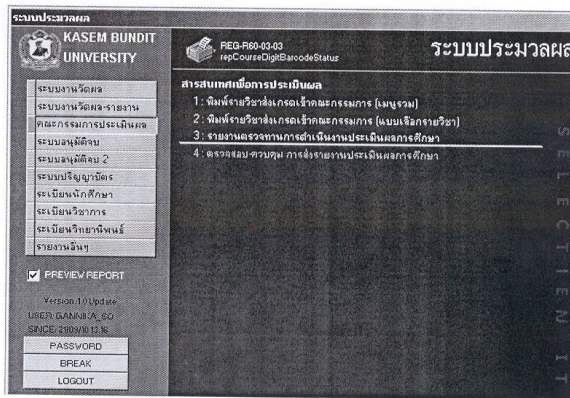 ระบบประมวลผล
KASEM BUNDIT
UNIVERSITY
REG-R60-03-03
repCourseDigitBarcodeStatus
ระบบประมวลผล
ระบบงานวัดผล
ระบบงานวัดผล-รายงาน
คณะกรรมการประเมินผล
ระบบอนุมัติจบ
ระบบอนุมัติจบ 2
ระบบปริญญาบัตร
ระเบียนนักศึกษา
ระเบียนวิชาการ
ระเบียนวิทยานิพนธ์
รายงานอื่นๆ
สารสนเทศเพื่อการประเมินผล
1 : พิมพ์รายวิชาส่งเกรดเข้าคณะกรรมการ (เมนูรวม)
2 : พิมพ์รายวิชาส่งเกรดเข้าคณะกรรมการ (แบบเลือกรายวิชา)
3 : รายงานตรวจทานการดำเนินงานประเมินผลการศึกษา
4 : ตรวจสอบ-ควบคุม การส่งรายงานประเมินผลการศึกษา
PREVIEW REPORT
Version 1.0 Update
USER: GANNIKA_SO
SINCE:
PASSWORD
BREAK
LOGOUT
SELECTION IT